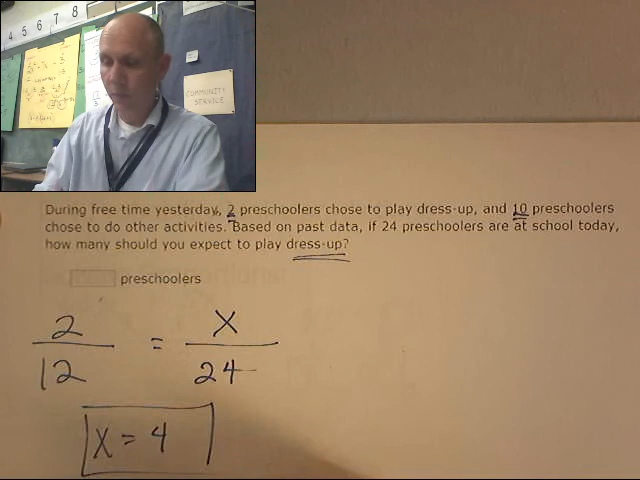 4 5 6 7 8
COMMUNITY
SERVICE
During free time yesterday, 2 preschoolers chose to play dress-up, and 10 preschoolers
chose to do other activities. Based on past data, if 24 preschoolers are at school today,
how many should you expect to play dress-up?
preschoolers
2 X
=
12 24
X = 4